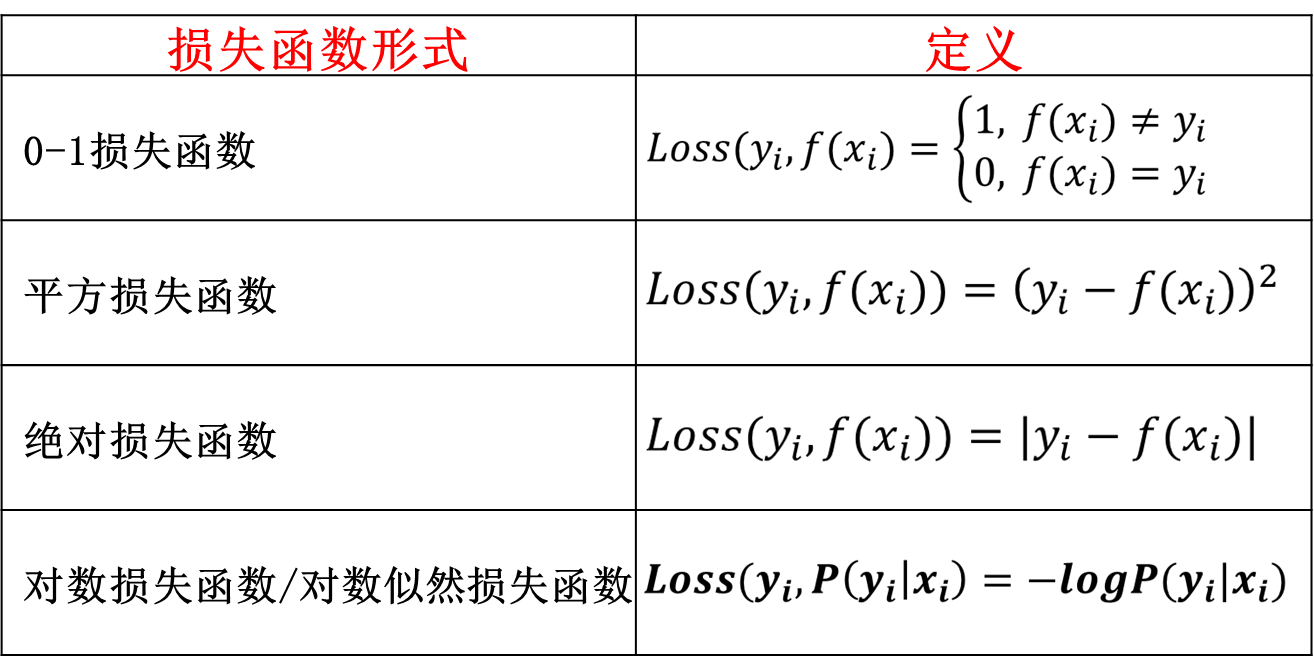 损失函数形式 定义
0-1损失函数 Loss(yᵢ, f(xᵢ) = {1, f(xᵢ) ≠ yᵢ
0, f(xᵢ) = yᵢ
平方损失函数 Loss(yᵢ, f(xᵢ)) = (yᵢ − f(xᵢ))²
绝对损失函数 Loss(yᵢ, f(xᵢ)) = |yᵢ − f(xᵢ)|
对数损失函数/对数似然损失函数 Loss(yᵢ, P(yᵢ|xᵢ) = −logP(yᵢ|xᵢ)